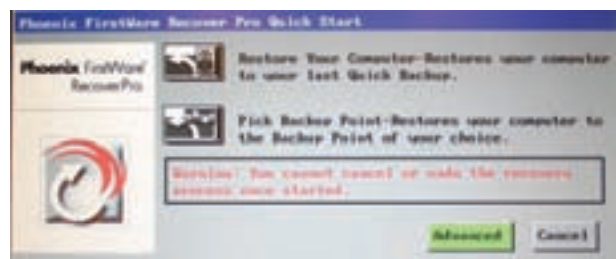 Phoenix FirstWare Recover Pro Quick Start
Phoenix FirstWare
RecoverPro
Restore Your Computer-Restores your computer
to your last Quick Backup.
Pick Backup Point-Restores your computer to
the Backup Point of your choice.
Warning! You cannot cancel or undo the recovery
process once started.
Advanced
Cancel